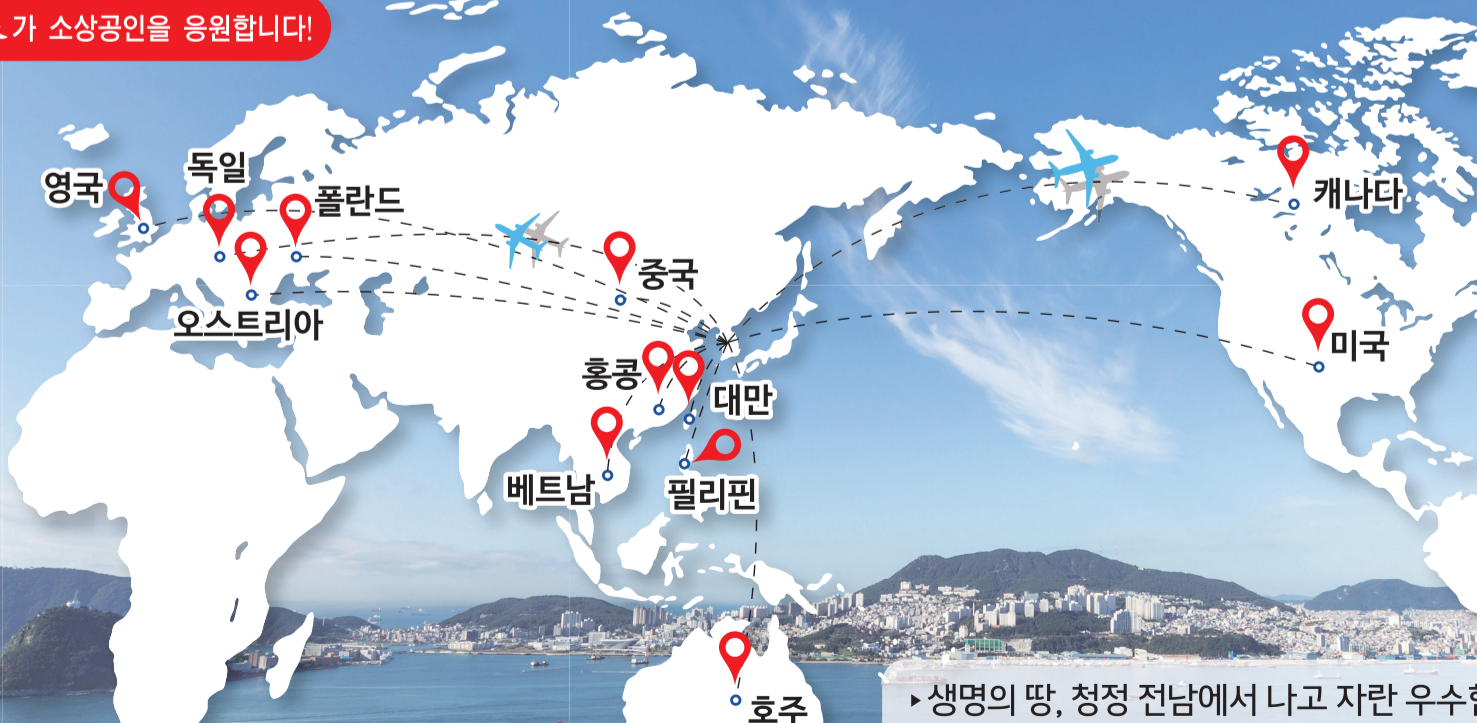 가 소상공인을 응원합니다!
영국
독일
폴란드
오스트리아
중국
홍콩
대만
베트남
필리핀
호주
캐나다
미국
▸생명의 땅, 청정 전남에서 나고 자란